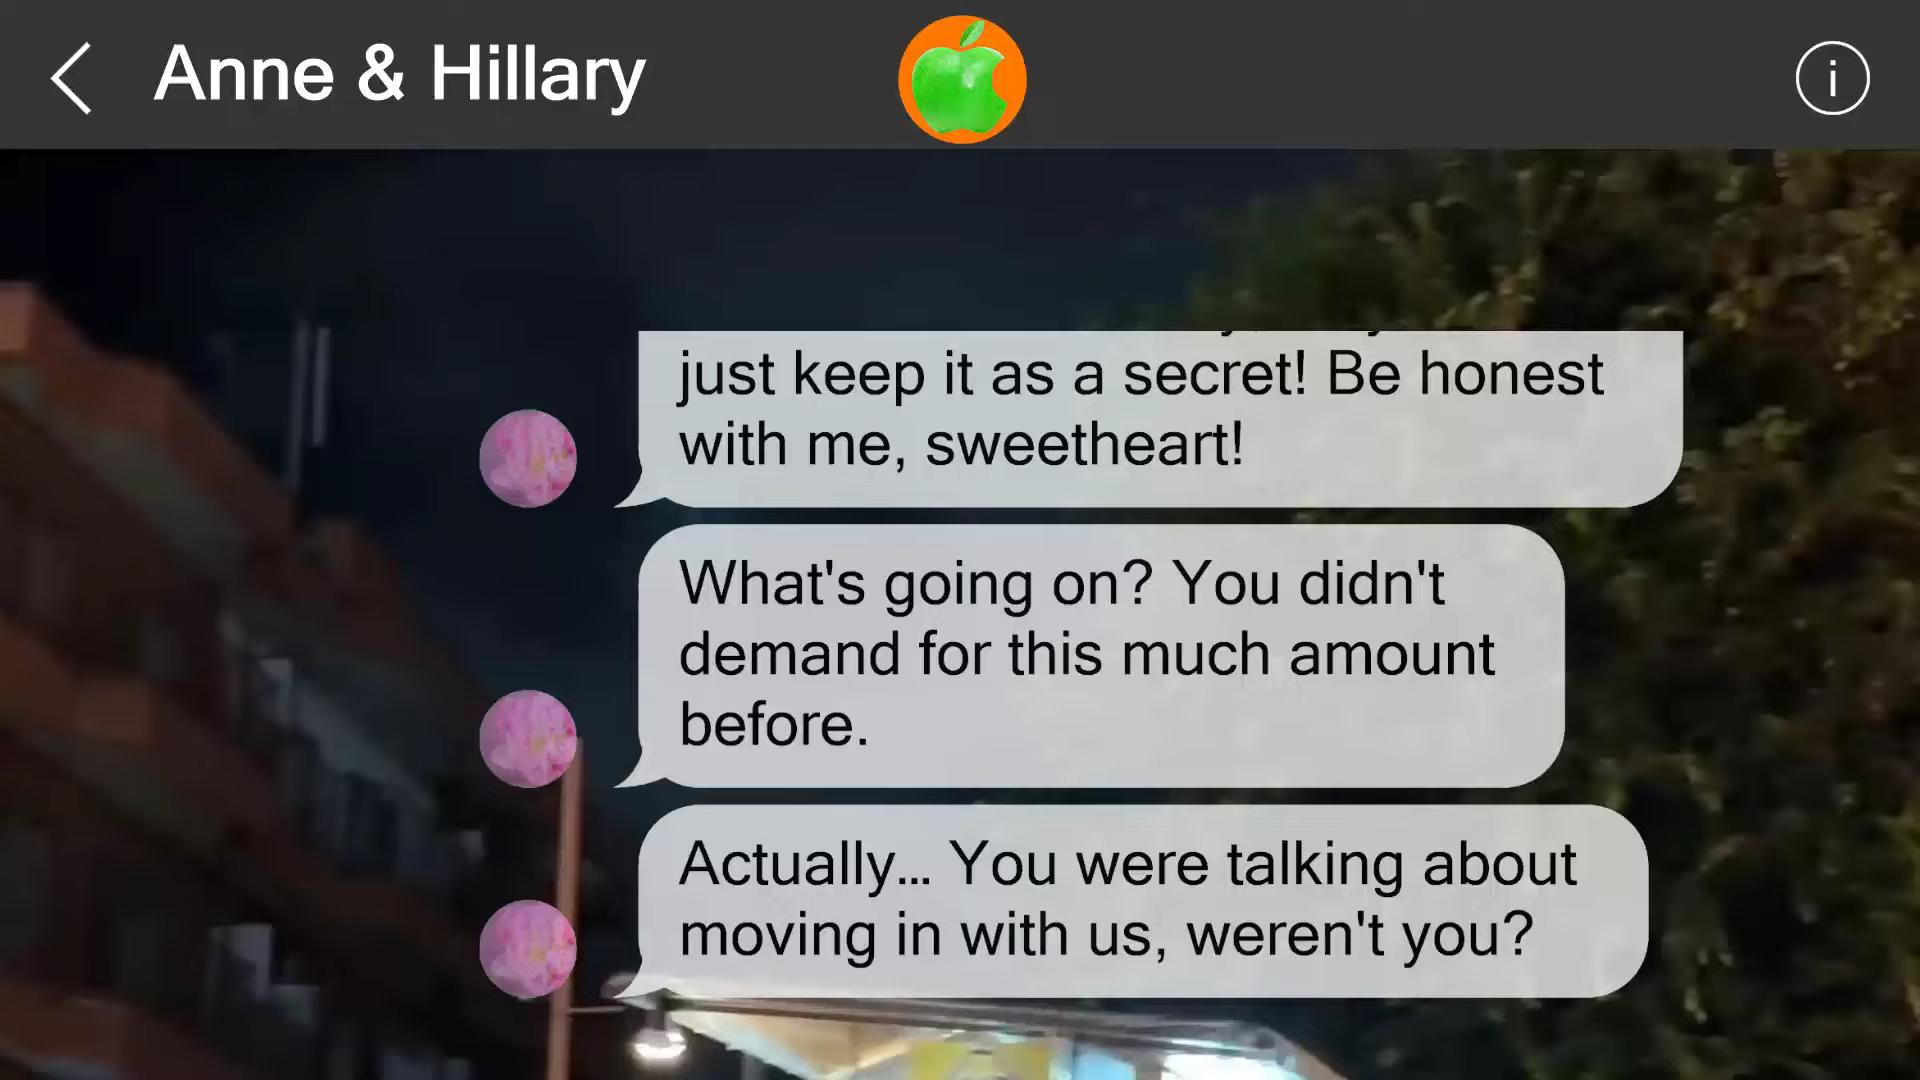 Anne & Hillary
just keep it as a secret! Be honest
with me, sweetheart!
What's going on? You didn't
demand for this much amount
before.
Actually... You were talking about
moving in with us, weren't you?